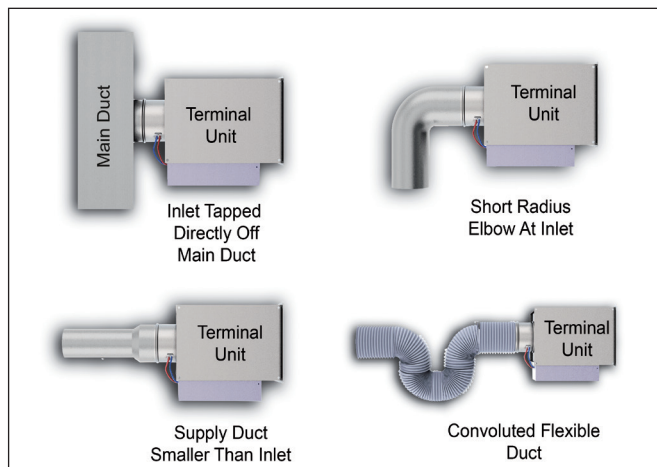 Main Duct
Terminal
Unit
Inlet Tapped
Directly Off
Main Duct
Terminal
Unit
Short Radius
Elbow At Inlet
Terminal
Unit
Supply Duct
Smaller Than Inlet
Terminal
Unit
Convoluted Flexible
Duct